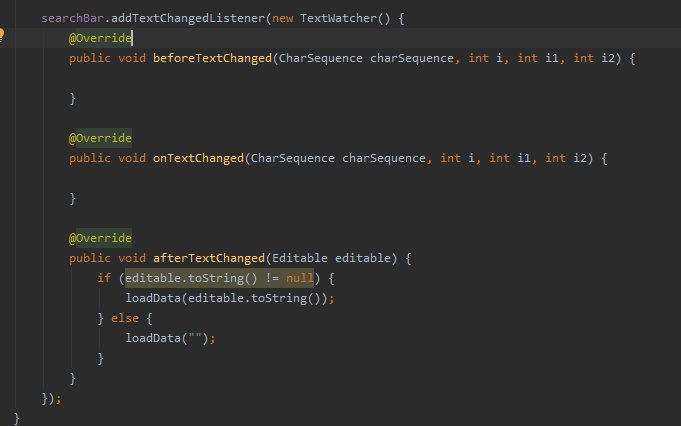 searchBar.addTextChangedListener(new TextWatcher() {
@Override
public void beforeTextChanged(CharSequence charSequence, int i, int i1, int i2) {
}
@Override
public void onTextChanged(CharSequence charSequence, int i, int i1, int i2) {
}
@Override
public void afterTextChanged(Editable editable) {
if (editable.toString() != null) {
loadData(editable.toString());
} else {
loadData("");
}
}
});
}